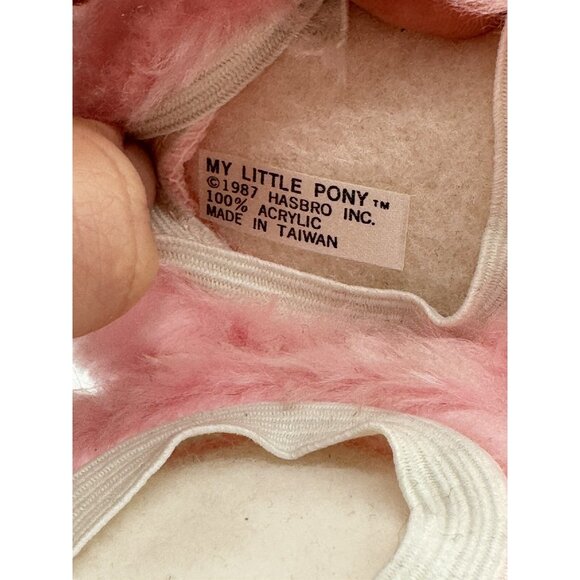 MY LITTLE PONY™
©1987 HASBRO INC.
100% ACRYLIC
MADE IN TAIWAN